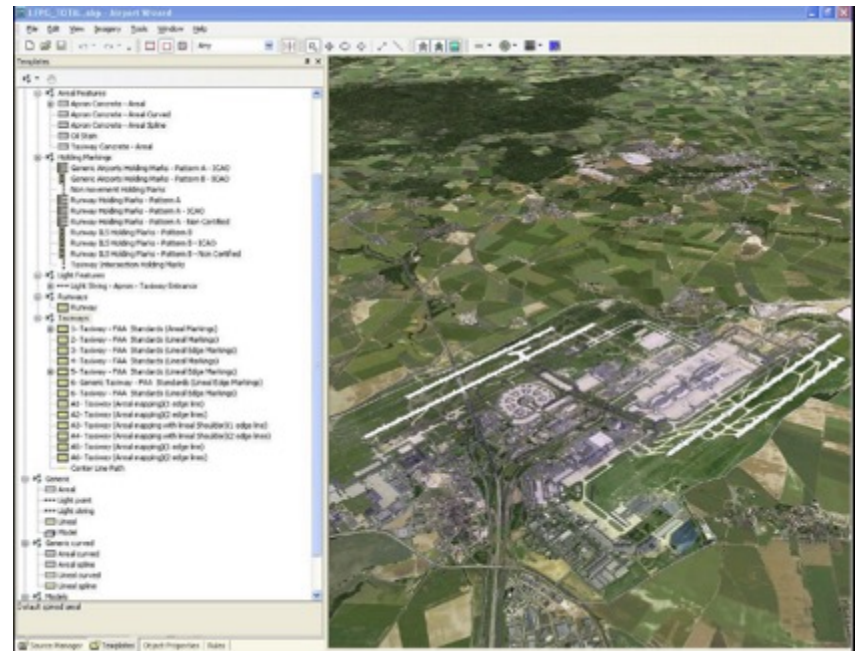 LFPG_TOTAL.xbp - Airport Wizard
File Edit View Imagery Tools Window Help
Any
Templates
Areal Features
Apron Concrete - Areal
Apron Concrete - Areal Curved
Apron Concrete - Areal Spline
Oil Stain
Taxiway Concrete - Areal
Holding Markings
Generic Airports Holding Marks - Pattern A - ICAO
Generic Airports Holding Marks - Pattern B - ICAO
Non movement Holding Marks
Runway Holding Marks - Pattern A
Runway Holding Marks - Pattern A - ICAO
Runway Holding Marks - Pattern A - Non Certified
Runway ILS Holding Marks - Pattern B
Runway ILS Holding Marks - Pattern B - ICAO
Runway ILS Holding Marks - Pattern B - Non Certified
Taxiway Intersection Holding Marks
Light Features
Light String - Apron - Taxiway Entrance
Runways
Runway
Taxiways
1- Taxiway - FAA Standards (Areal Markings)
2- Taxiway - FAA Standards (Lineal Markings)
3- Taxiway - FAA Standards (Lineal Edge Markings)
4- Taxiway - FAA Standards (Lineal Markings)
5- Taxiway - FAA Standards (Lineal Edge Markings)
6- Generic Taxiway - FAA Standards (Lineal Edge Markings)
6- Taxiway - FAA Standards (Lineal Edge Markings)
A1- Taxiway (Areal mapping)(1 edge line)
A2- Taxiway (Areal mapping)(2 edge lines)
A3- Taxiway (Areal mapping with lineal Shoulder)(1 edge line)
A4- Taxiway (Areal mapping with lineal Shoulder)(2 edge lines)
A5- Taxiway (Areal mapping)(1 edge line)
A6- Taxiway (Areal mapping)(2 edge lines)
Center Line Path
Generic
Areal
Light point
Light string
Lineal
Model
Generic curved
Areal curved
Areal spline
Lineal curved
Lineal spline
Models
Default spined areal
Source Manager Templates Object Properties Rules